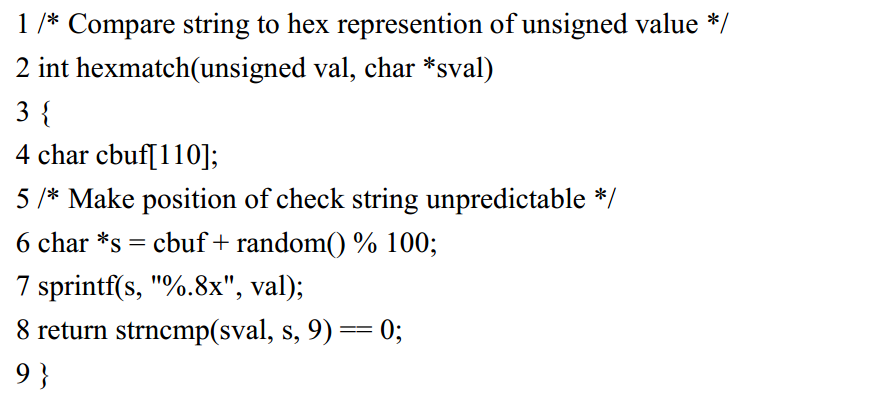 1 /* Compare string to hex represention of unsigned value */
2 int hexmatch(unsigned val, char *sval)
3 {
4 char cbuf[110];
5 /* Make position of check string unpredictable */
6 char *s = cbuf + random() % 100;
7 sprintf(s, "%.8x", val);
8 return strncmp(sval, s, 9) == 0;
9 }